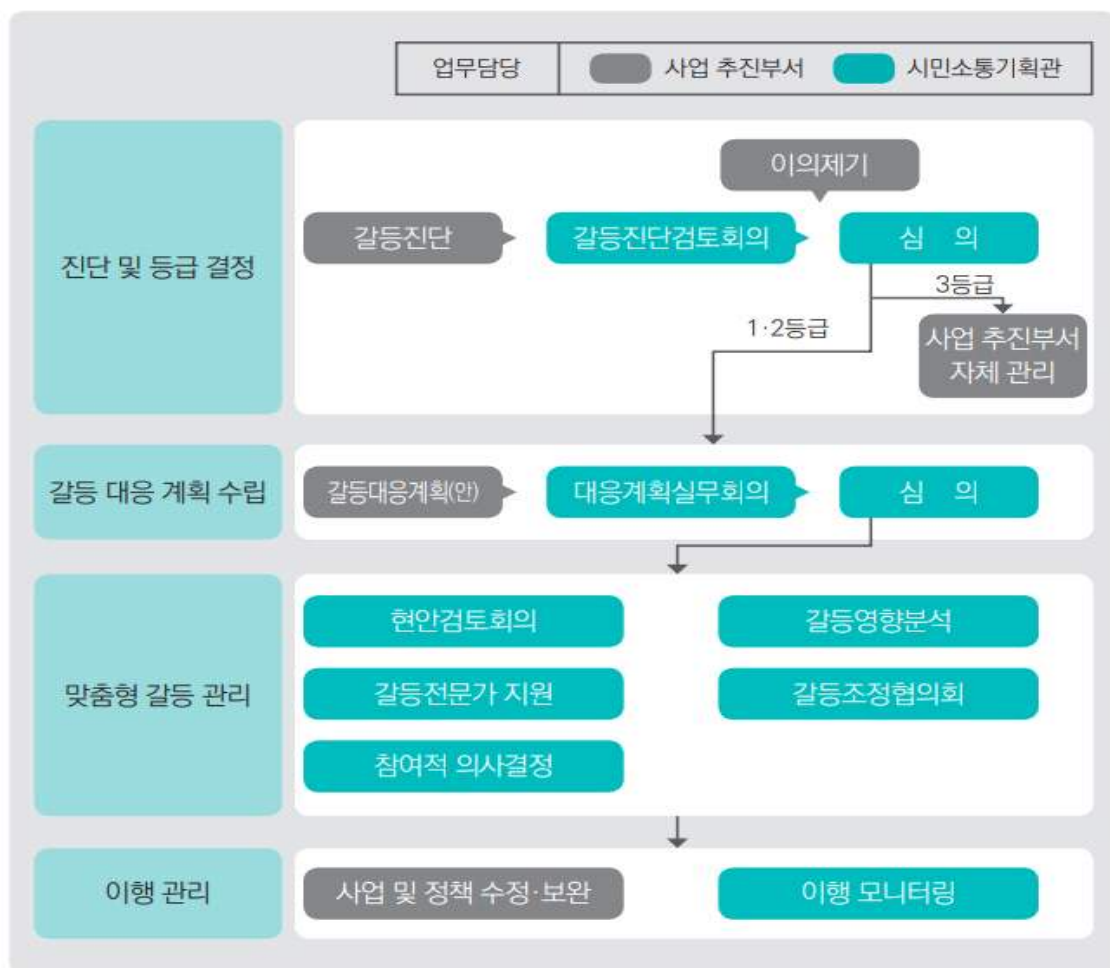 업무담당 사업 추진부서 시민소통기획관
진단 및 등급 결정
이의제기
갈등진단 갈등진단검토회의 심 의
3등급
1·2등급
사업 추진부서
자체 관리
갈등 대응 계획 수립
갈등대응계획(안) 대응계획실무회의 심 의
맞춤형 갈등 관리
현안검토회의 갈등영향분석
갈등전문가 지원 갈등조정협의회
참여적 의사결정
이행 관리
사업 및 정책 수정·보완 이행 모니터링